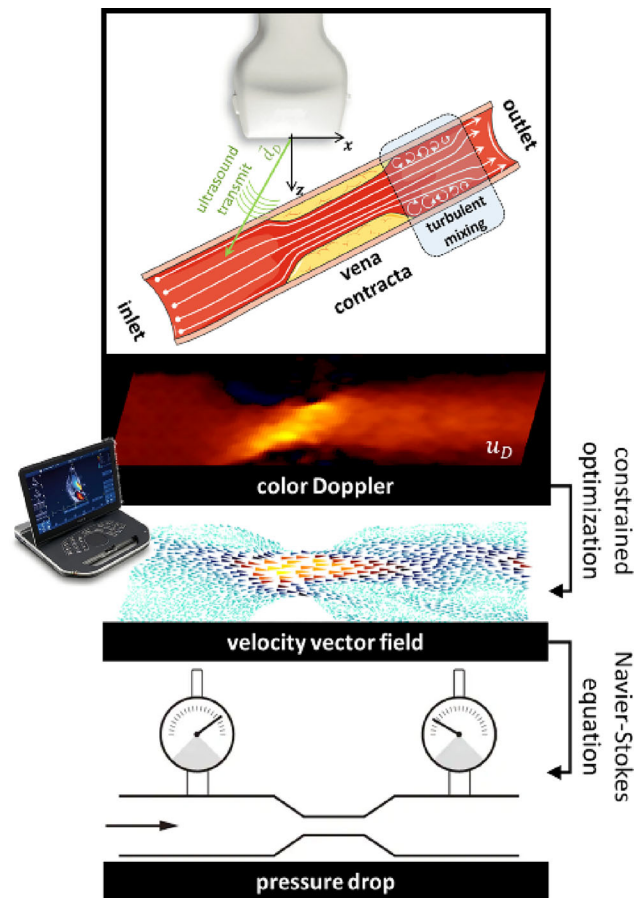 ultrasound
transmit
d⃗_D
x
z
inlet
vena
contracta
turbulent
mixing
outlet
u_D
color Doppler
constrained
optimization
velocity vector field
Navier-Stokes
equation
pressure drop